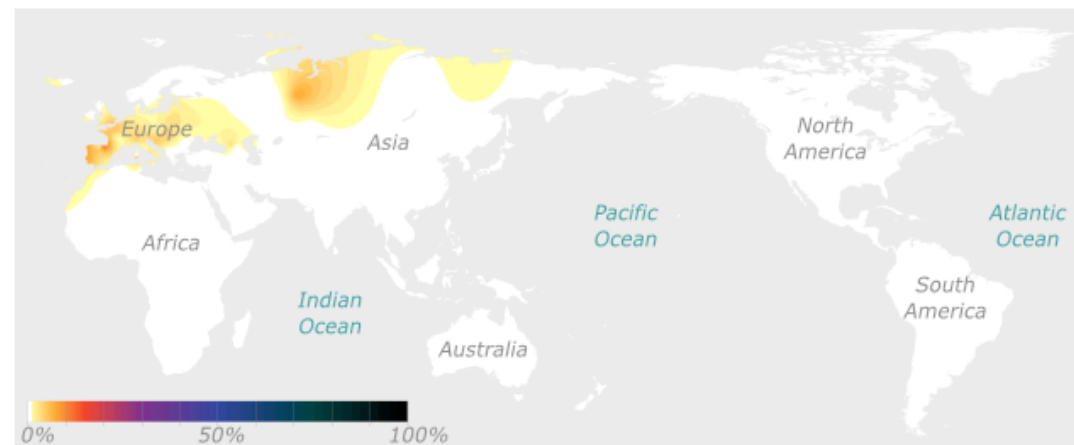 Europe
Asia
North
America
Pacific
Ocean
Atlantic
Ocean
Africa
Indian
Ocean
South
America
Australia
0%
50%
100%